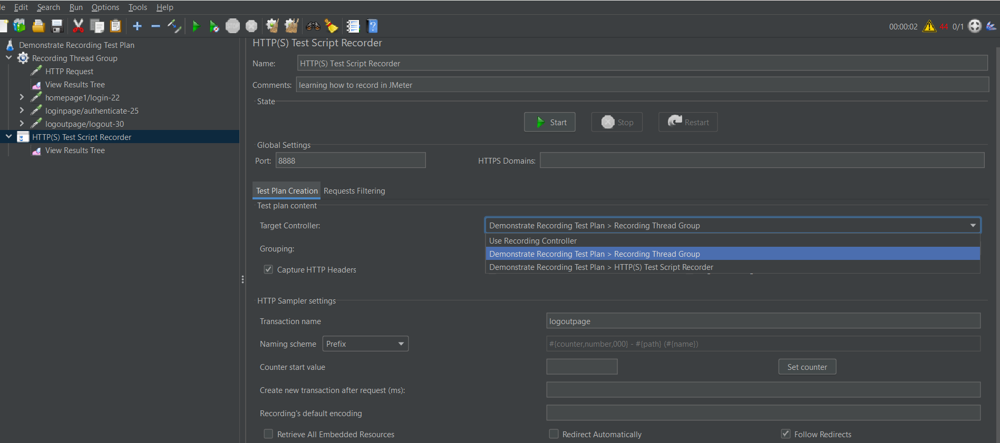 le Edit Search Run Options Tools Help
STOP
?
00:00:02 44 0/1
Demonstrate Recording Test Plan
Recording Thread Group
HTTP Request
View Results Tree
homepage1/login-22
loginpage/authenticate-25
logoutpage/logout-30
HTTP(S) Test Script Recorder
View Results Tree
HTTP(S) Test Script Recorder
Name: HTTP(S) Test Script Recorder
Comments: learning how to record in JMeter
State
Start Stop Restart
Global Settings
Port: 8888 HTTPS Domains:
Test Plan Creation Requests Filtering
Test plan content
Target Controller: Demonstrate Recording Test Plan > Recording Thread Group
Use Recording Controller
Grouping: Demonstrate Recording Test Plan > Recording Thread Group
Demonstrate Recording Test Plan > HTTP(S) Test Script Recorder
Capture HTTP Headers
HTTP Sampler settings
Transaction name logoutpage
Naming scheme Prefix #{counter,number,000} - #{path} (#{name})
Counter start value Set counter
Create new transaction after request (ms):
Recording's default encoding
Retrieve All Embedded Resources Redirect Automatically Follow Redirects